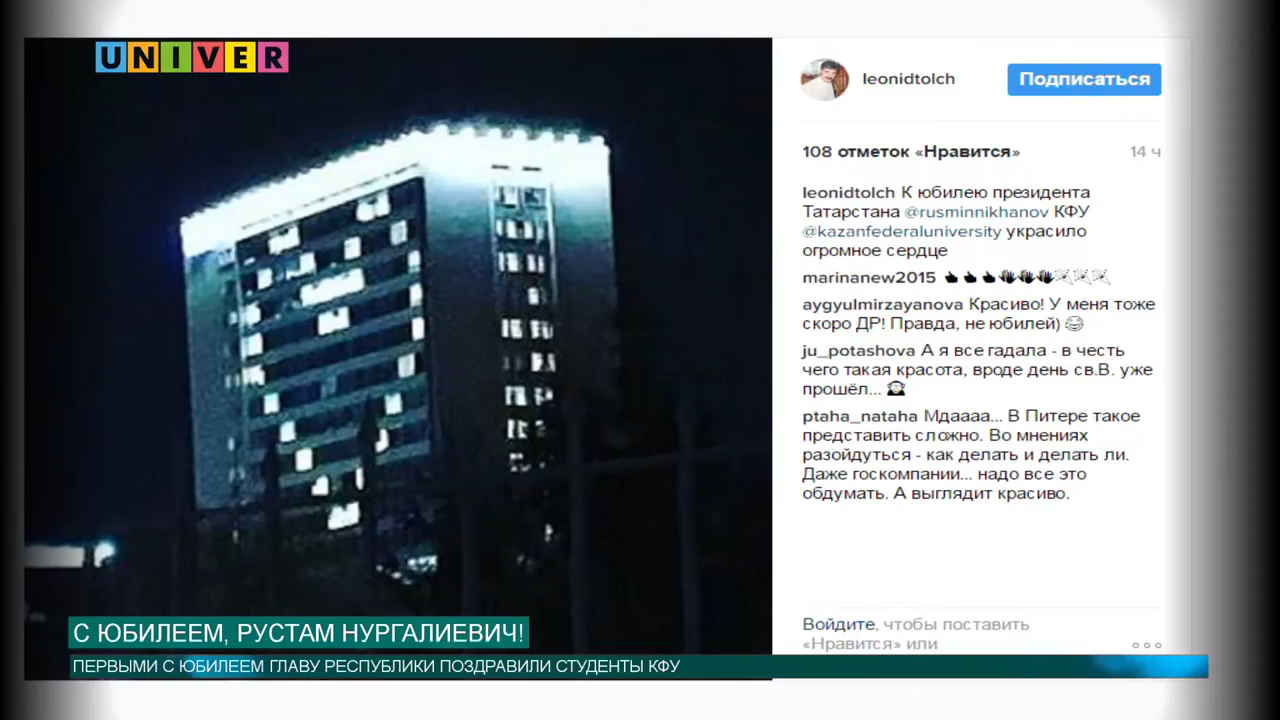 UNIVER
leonidtolch
Подписаться
108 отметок «Нравится»
14 ч
leonidtolch К юбилею президента
Татарстана @rusminnikhanov КФУ
@kazanfederaluniversity украсило
огромное сердце
marinanew2015
aygyulmirzayanova Красиво! У меня тоже
скоро ДР! Правда, не юбилей) 😂
ju_potashova А я все гадала - в честь
чего такая красота, вроде день св.В. уже
прошёл...
ptaha_nataha Мдаааа... В Питере такое
представить сложно. Во мнениях
разойдуться - как делать и делать ли.
Даже госкомпании... надо все это
обдумать. А выглядит красиво.
Войдите, чтобы поставить
«Нравится» или
С ЮБИЛЕЕМ, РУСТАМ НУРГАЛИЕВИЧ!
ПЕРВЫМИ С ЮБИЛЕЕМ ГЛАВУ РЕСПУБЛИКИ ПОЗДРАВИЛИ СТУДЕНТЫ КФУ